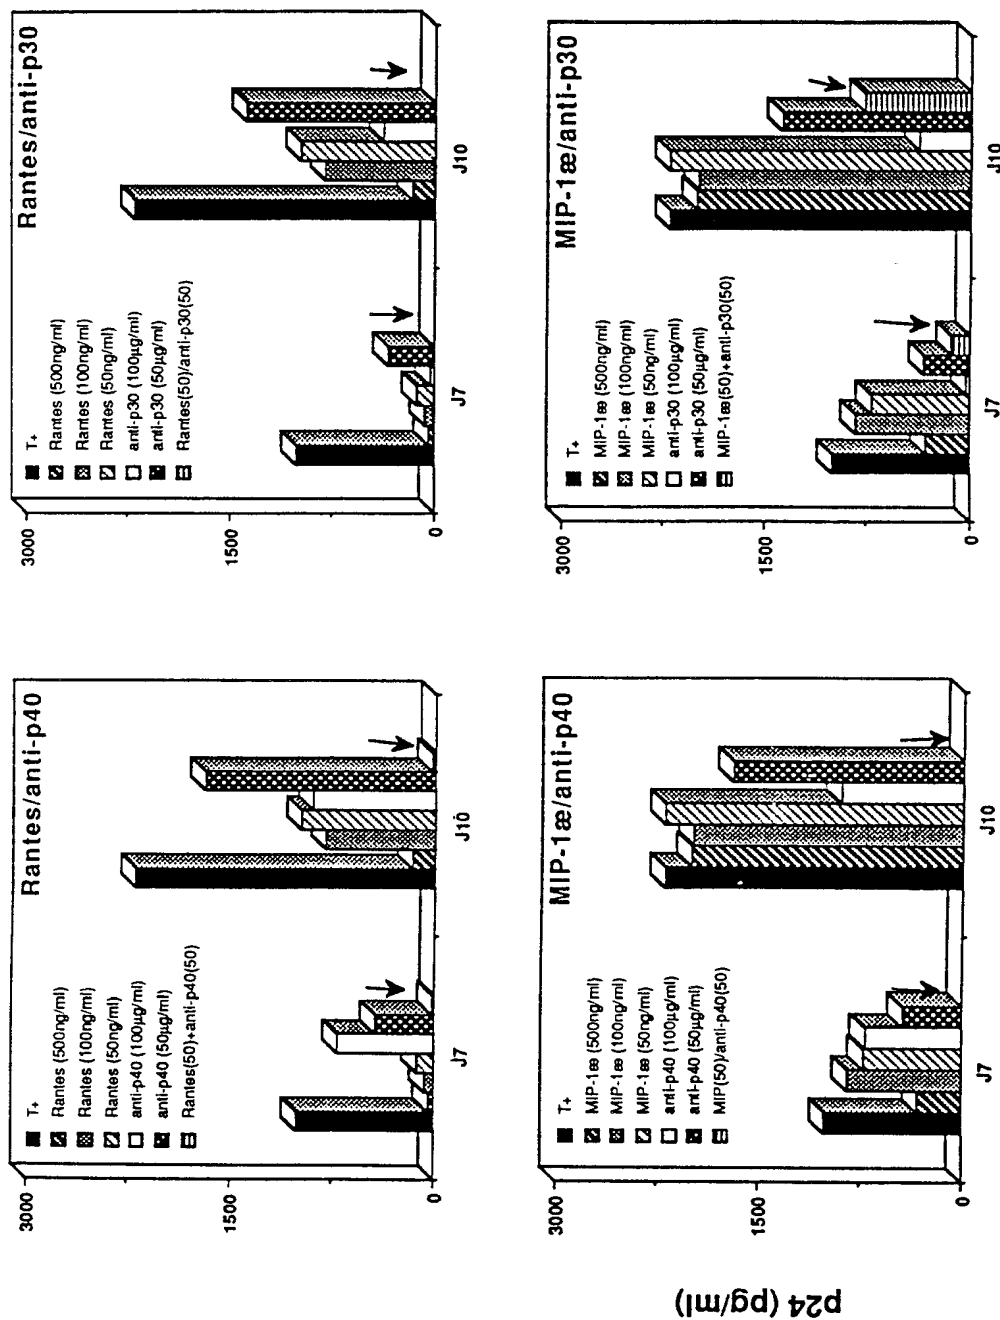 Rantes/anti-p40
T+
Rantes (500ng/ml)
Rantes (100ng/ml)
Rantes (50ng/ml)
anti-p40 (100µg/ml)
anti-p40 (50µg/ml)
Rantes(50)+anti-p40(50)
3000
1500
0
J7
J10
Rantes/anti-p30
T+
Rantes (500ng/ml)
Rantes (100ng/ml)
Rantes (50ng/ml)
anti-p30 (100µg/ml)
anti-p30 (50µg/ml)
Rantes(50)/anti-p30(50)
3000
1500
0
J7
J10
MIP-1æ/anti-p40
T+
MIP-1æ (500ng/ml)
MIP-1æ (100ng/ml)
MIP-1æ (50ng/ml)
anti-p40 (100µg/ml)
anti-p40 (50µg/ml)
MIP(50)/anti-p40(50)
3000
1500
0
J7
J10
MIP-1æ/anti-p30
T+
MIP-1æ (500ng/ml)
MIP-1æ (100ng/ml)
MIP-1æ (50ng/ml)
anti-p30 (100µg/ml)
anti-p30 (50µg/ml)
MIP-1æ(50)+anti-p30(50)
3000
1500
0
J7
J10
p24 (pg/ml)